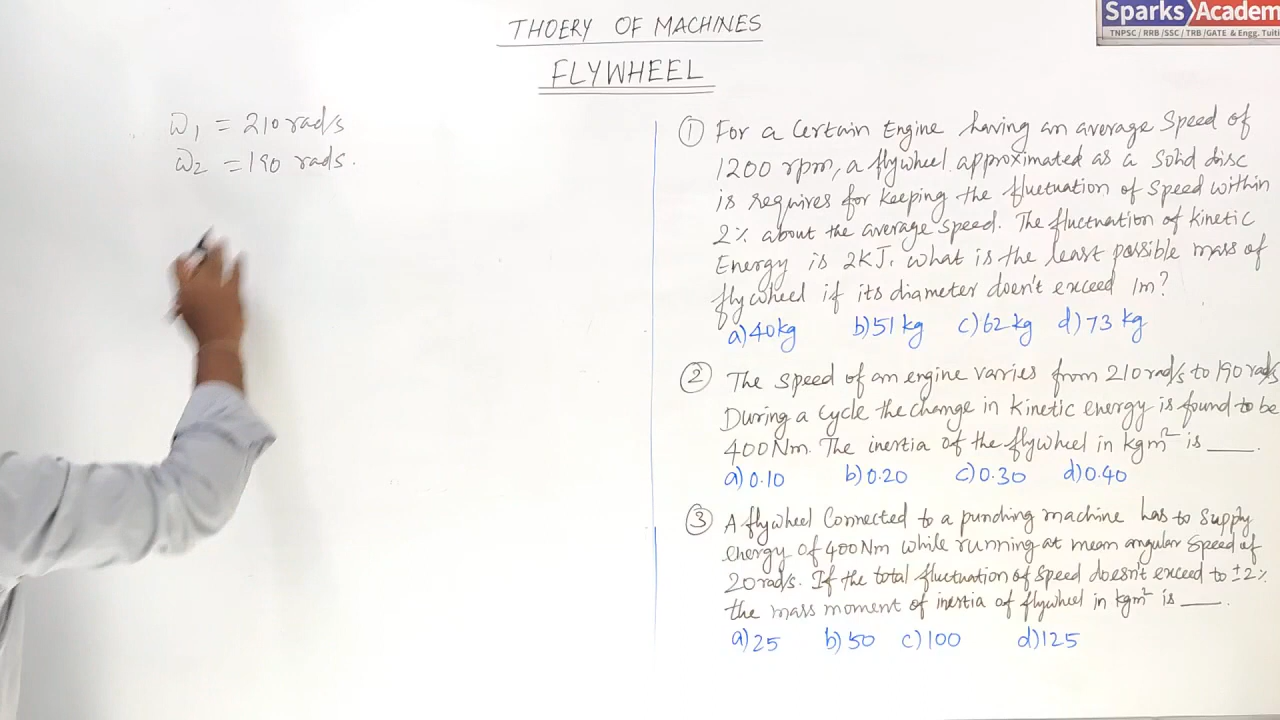 THOERY OF MACHINES
FLYWHEEL
Sparks Academ
TNPSC / RRB / SSC / TRB / GATE & Engg. Tuiti
ω1 = 210 rad/s
ω2 = 190 rads.
① For a Certain Engine having an average speed of
1200 rpm, a flywheel approximated as a solid disc
is requires for keeping the fluctuation of speed within
2% about the average speed. The fluctuation of kinetic
Energy is 2KJ. what is the least possible mass of
flywheel if its diameter doesn't exceed 1m?
a) 40kg b) 51 kg c) 62 kg d) 73 kg
② The speed of an engine varries from 210 rad/s to 190 rad/s
During a cycle the change in kinetic energy is found to be
400Nm. The inertia of the flywheel in kgm² is ____.
a) 0.10 b) 0.20 c) 0.30 d) 0.40
③ A flywheel Connected to a punching machine has to supply
energy of 400Nm while running at mean angular speed of
20 rad/s. If the total fluctuation of speed doesn't exceed to ±2%
the mass moment of inertia of flywheel in kgm² is ____.
a) 25 b) 50 c) 100 d) 125